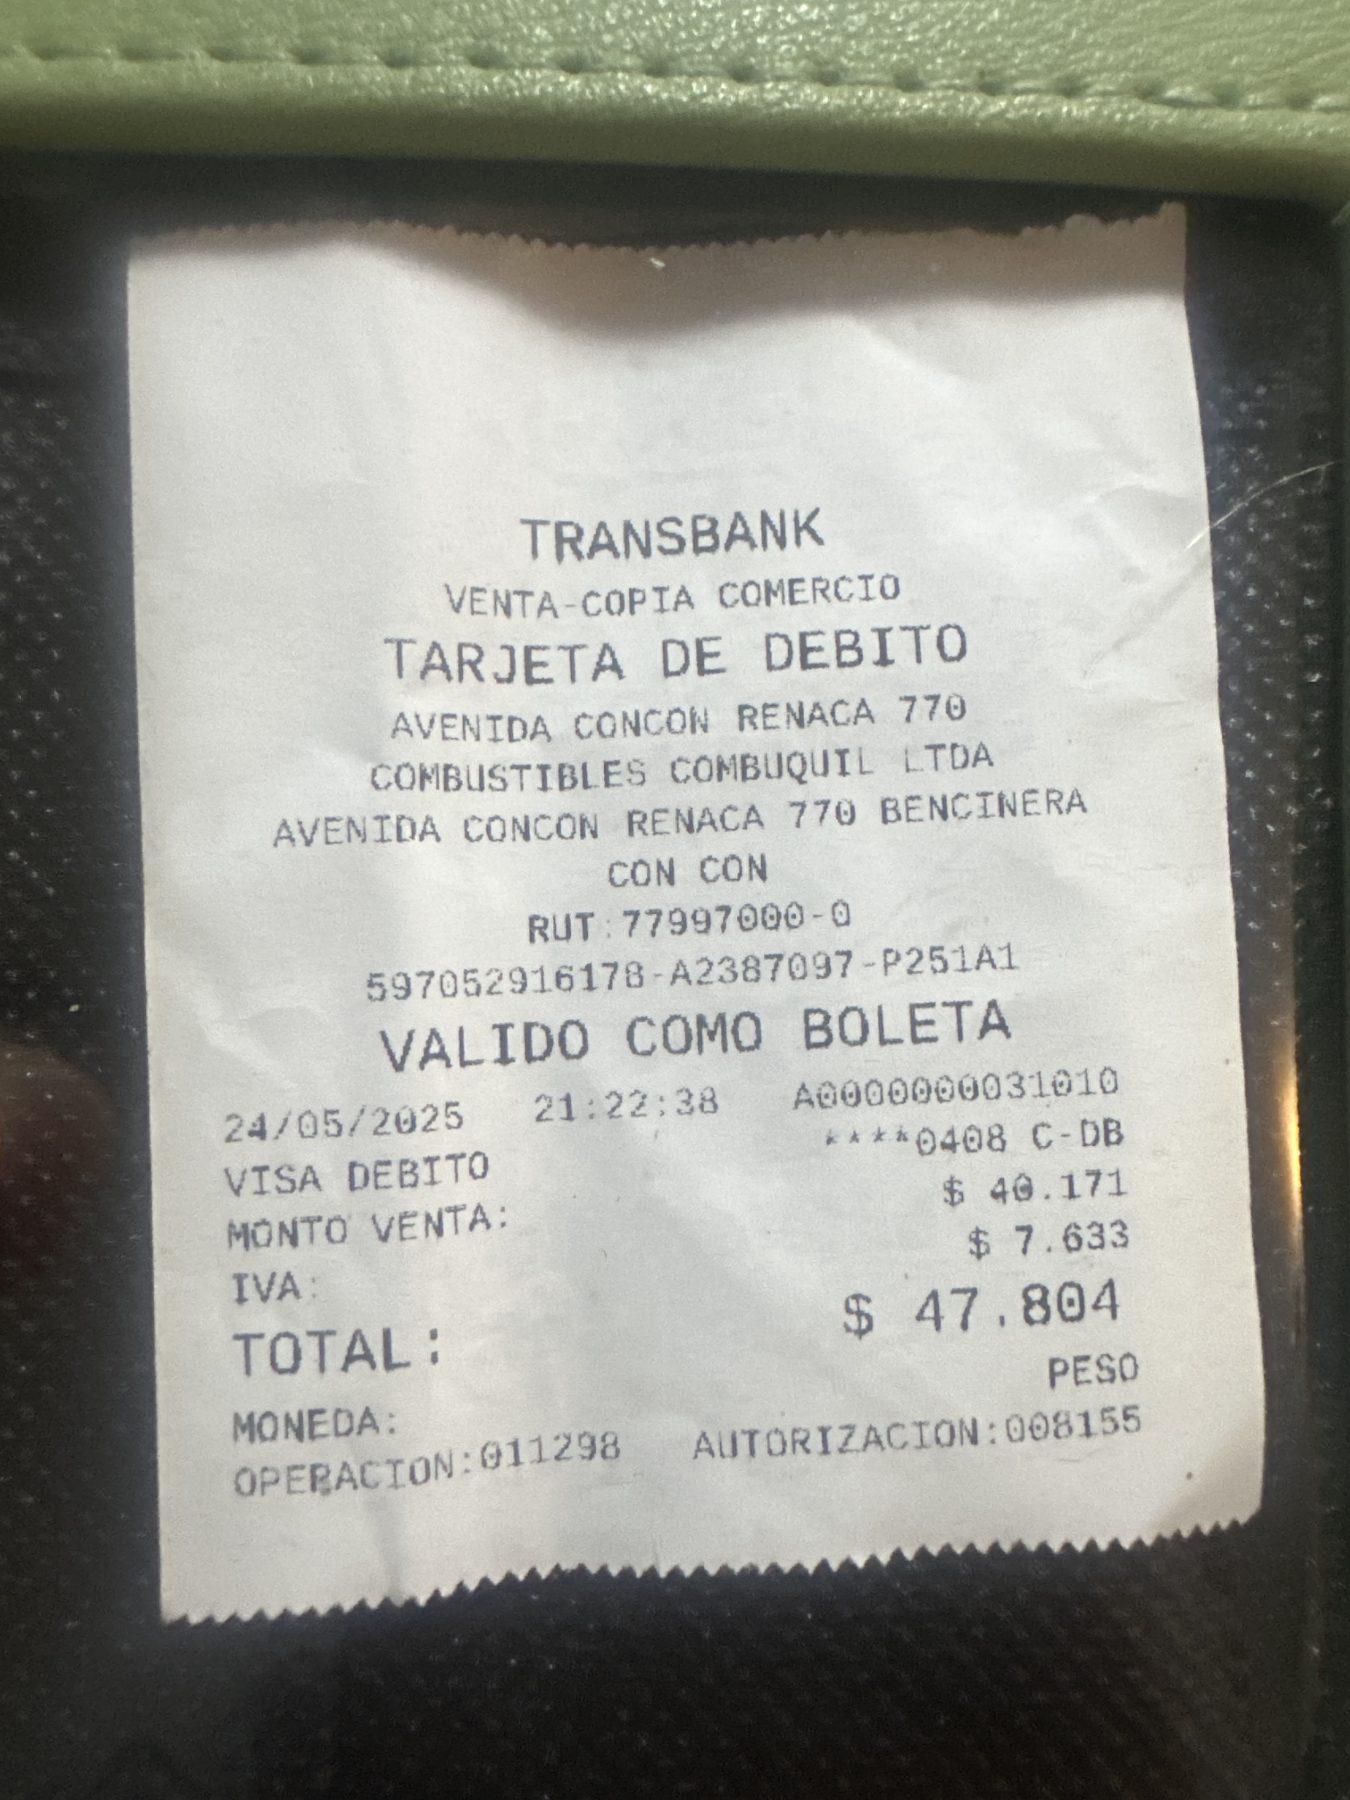 TRANSBANK
VENTA-COPIA COMERCIO
TARJETA DE DEBITO
AVENIDA CONCON RENACA 770
COMBUSTIBLES COMBUQUIL LTDA
AVENIDA CONCON RENACA 770 BENCINERA
CON CON
RUT:77997000-0
597052916178-A2387097-P251A1
VALIDO COMO BOLETA
24/05/2025 21:22:38 A0000000031010
VISA DEBITO ****0408 C-DB
MONTO VENTA: $ 40.171
IVA: $ 7.633
TOTAL: $ 47.804
MONEDA: PESO
OPERACION:011298 AUTORIZACION:008155